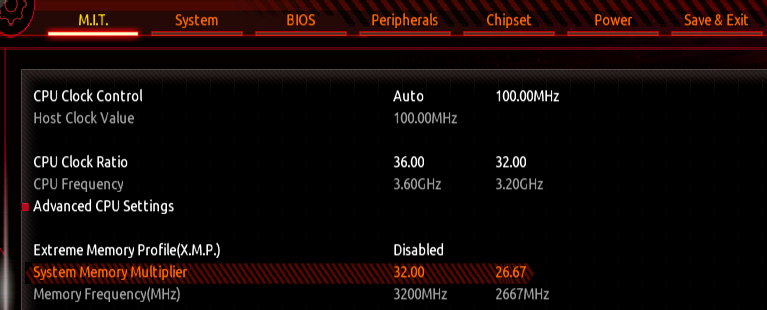 M.I.T. System BIOS Peripherals Chipset Power Save & Exit
CPU Clock Control Auto 100.00MHz
Host Clock Value 100.00MHz
CPU Clock Ratio 36.00 32.00
CPU Frequency 3.60GHz 3.20GHz
Advanced CPU Settings
Extreme Memory Profile(X.M.P.) Disabled
System Memory Multiplier 32.00 26.67
Memory Frequency(MHz) 3200MHz 2667MHz